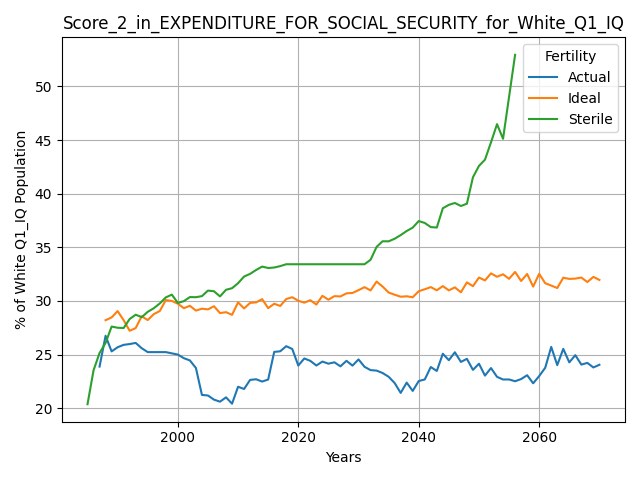 Score_2_in_EXPENDITURE_FOR_SOCIAL_SECURITY_for_White_Q1_IQ
Fertility
Actual
Ideal
Sterile
% of White Q1_IQ Population
50
45
40
35
30
25
20
2000
2020
2040
2060
Years